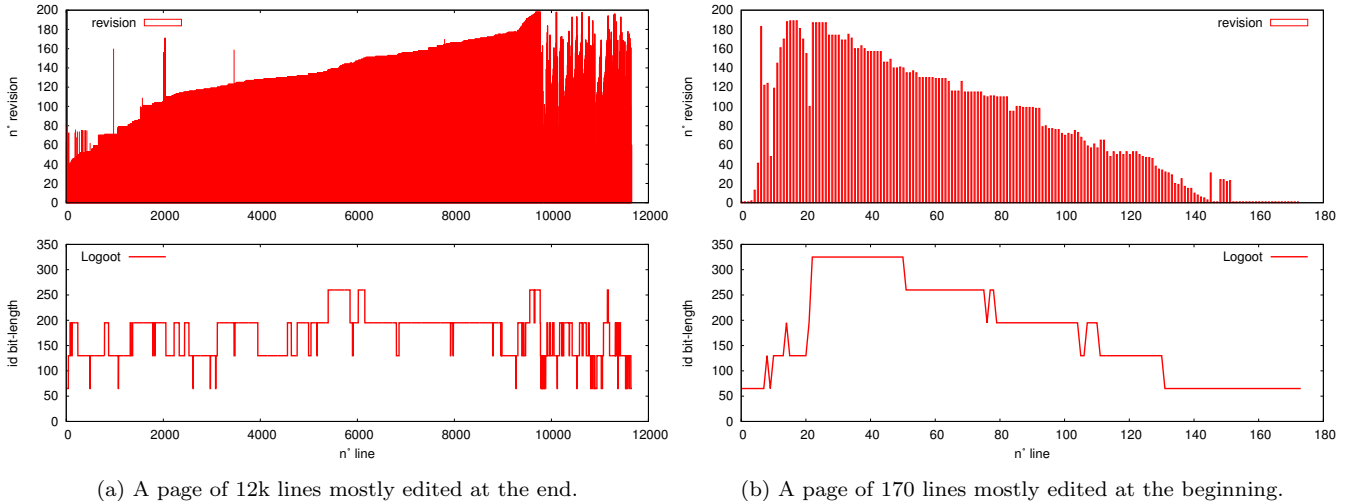 200
180
160
140
120
100
80
60
40
20
0
n° revision
revision
0 2000 4000 6000 8000 10000 12000
350
300
250
200
150
100
50
0
id bit-length
Logoot
0 2000 4000 6000 8000 10000 12000
n° line
(a) A page of 12k lines mostly edited at the end.
200
180
160
140
120
100
80
60
40
20
0
n° revision
revision
0 20 40 60 80 100 120 140 160 180
350
300
250
200
150
100
50
0
id bit-length
Logoot
0 20 40 60 80 100 120 140 160 180
n° line
(b) A page of 170 lines mostly edited at the beginning.